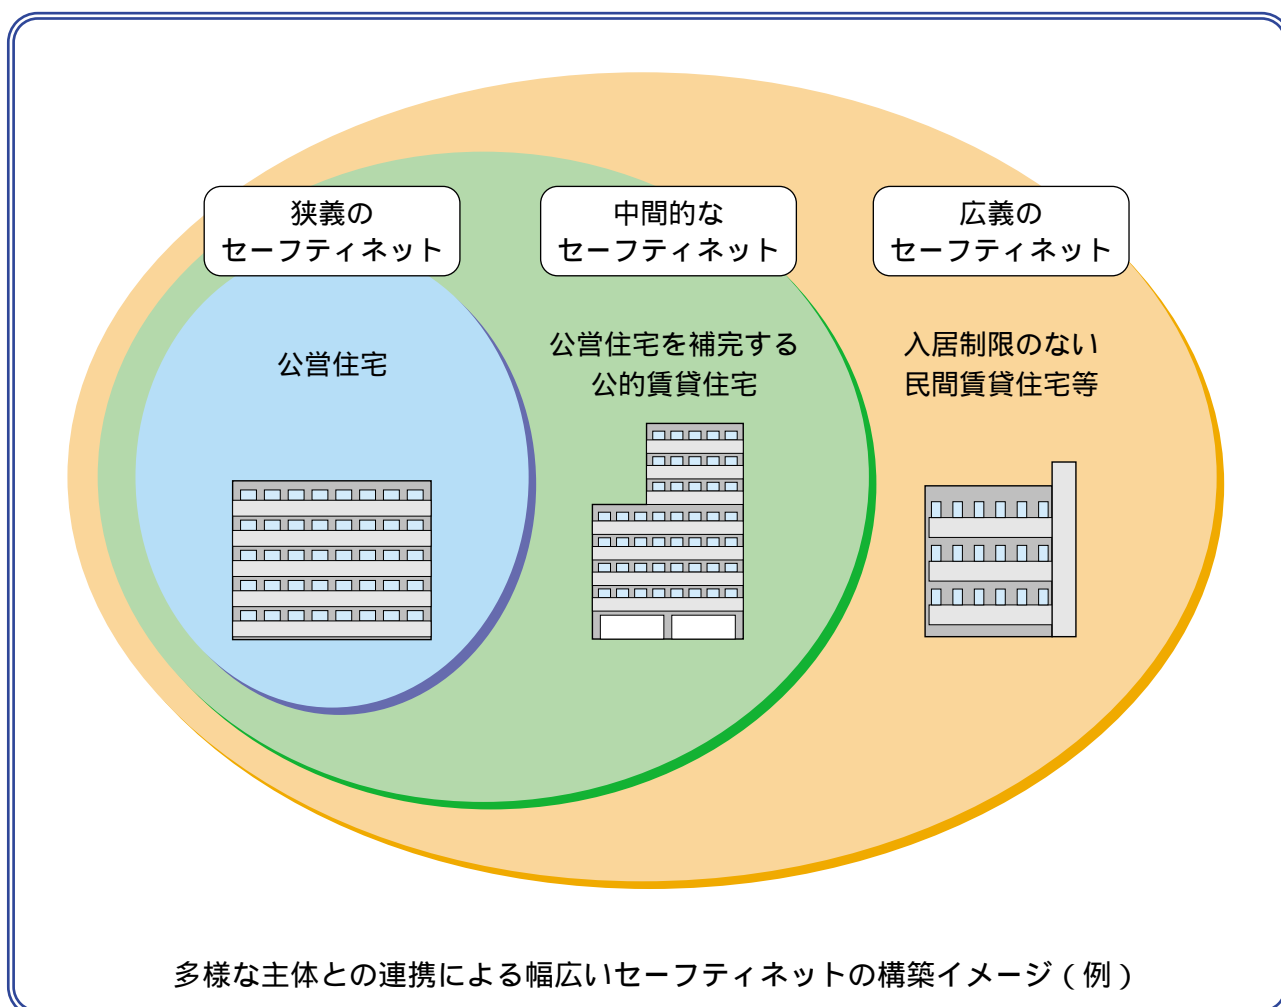 狭義の
セーフティネット
中間的な
セーフティネット
広義の
セーフティネット
公営住宅
公営住宅を補完する
公的賃貸住宅
入居制限のない
民間賃貸住宅等
多様な主体との連携による幅広いセーフティネットの構築イメージ（例）